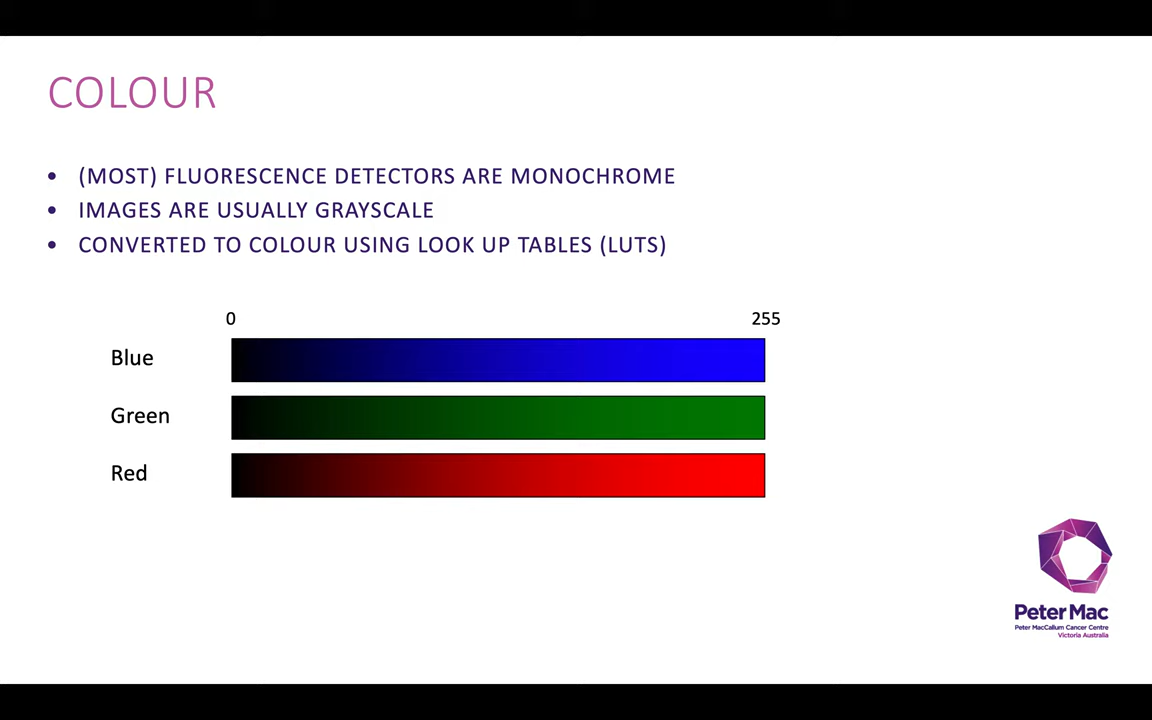 COLOUR
• (MOST) FLUORESCENCE DETECTORS ARE MONOCHROME
• IMAGES ARE USUALLY GRAYSCALE
• CONVERTED TO COLOUR USING LOOK UP TABLES (LUTS)
0 255
Blue
Green
Red
Peter Mac
Peter MacCallum Cancer Centre
Victoria Australia